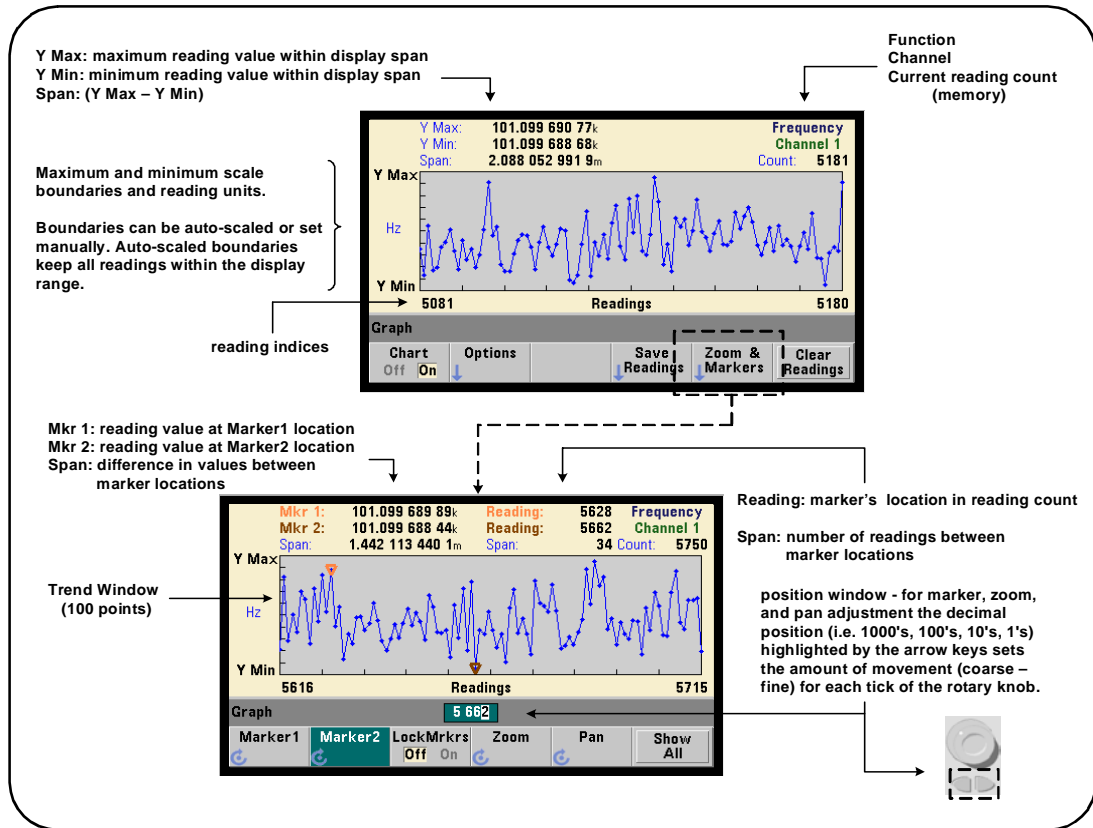 Y Max: maximum reading value within display span
Y Min: minimum reading value within display span
Span: (Y Max – Y Min)
Function
Channel
Current reading count
(memory)
Y Max: 101.099 690 77k Frequency
Y Min: 101.099 688 68k Channel 1
Span: 2.088 052 991 9m Count: 5181
Maximum and minimum scale
boundaries and reading units.
Boundaries can be auto-scaled or set
manually. Auto-scaled boundaries
keep all readings within the display
range.
Y Max
Hz
Y Min
5081 Readings 5180
reading indices
Graph
Chart
Off On
Options
Save
Readings
Zoom &
Markers
Clear
Readings
Mkr 1: reading value at Marker1 location
Mkr 2: reading value at Marker2 location
Span: difference in values between
marker locations
Mkr 1: 101.099 689 89k Reading: 5628 Frequency
Mkr 2: 101.099 688 44k Reading: 5662 Channel 1
Span: 1.442 113 440 1m Span: 34 Count: 5750
Reading: marker's location in reading count
Span: number of readings between
marker locations
Trend Window
(100 points)
Y Max
Hz
Y Min
5616 Readings 5715
position window - for marker, zoom,
and pan adjustment the decimal
position (i.e. 1000's, 100's, 10's, 1's)
highlighted by the arrow keys sets
the amount of movement (coarse –
fine) for each tick of the rotary knob.
Graph 5 662
Marker1
Marker2
LockMrkrs
Off On
Zoom
Pan
Show
All